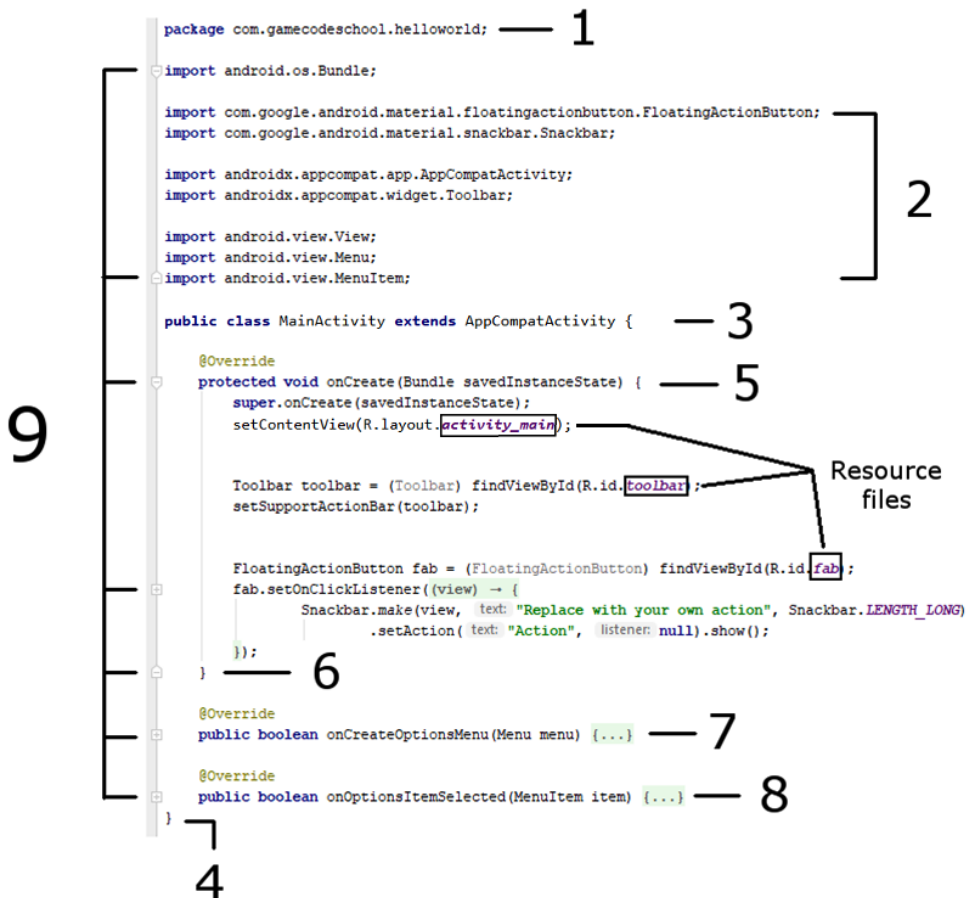 package com.gamecodeschool.helloworld; 1
import android.os.Bundle;
import com.google.android.material.floatingactionbutton.FloatingActionButton;
import com.google.android.material.snackbar.Snackbar;
import androidx.appcompat.app.AppCompatActivity;
import androidx.appcompat.widget.Toolbar;
2
import android.view.View;
import android.view.Menu;
import android.view.MenuItem;
public class MainActivity extends AppCompatActivity { 3
@Override
protected void onCreate(Bundle savedInstanceState) { 5
super.onCreate(savedInstanceState);
setContentView(R.layout.activity_main);
9
Resource
files
Toolbar toolbar = (Toolbar) findViewById(R.id.toolbar);
setSupportActionBar(toolbar);
FloatingActionButton fab = (FloatingActionButton) findViewById(R.id.fab);
fab.setOnClickListener((view) → {
Snackbar.make(view, text: "Replace with your own action", Snackbar.LENGTH_LONG)
.setAction( text: "Action", listener: null).show();
});
} 6
@Override
public boolean onCreateOptionsMenu(Menu menu) {...} 7
@Override
public boolean onOptionsItemSelected(MenuItem item) {...} 8
}
4